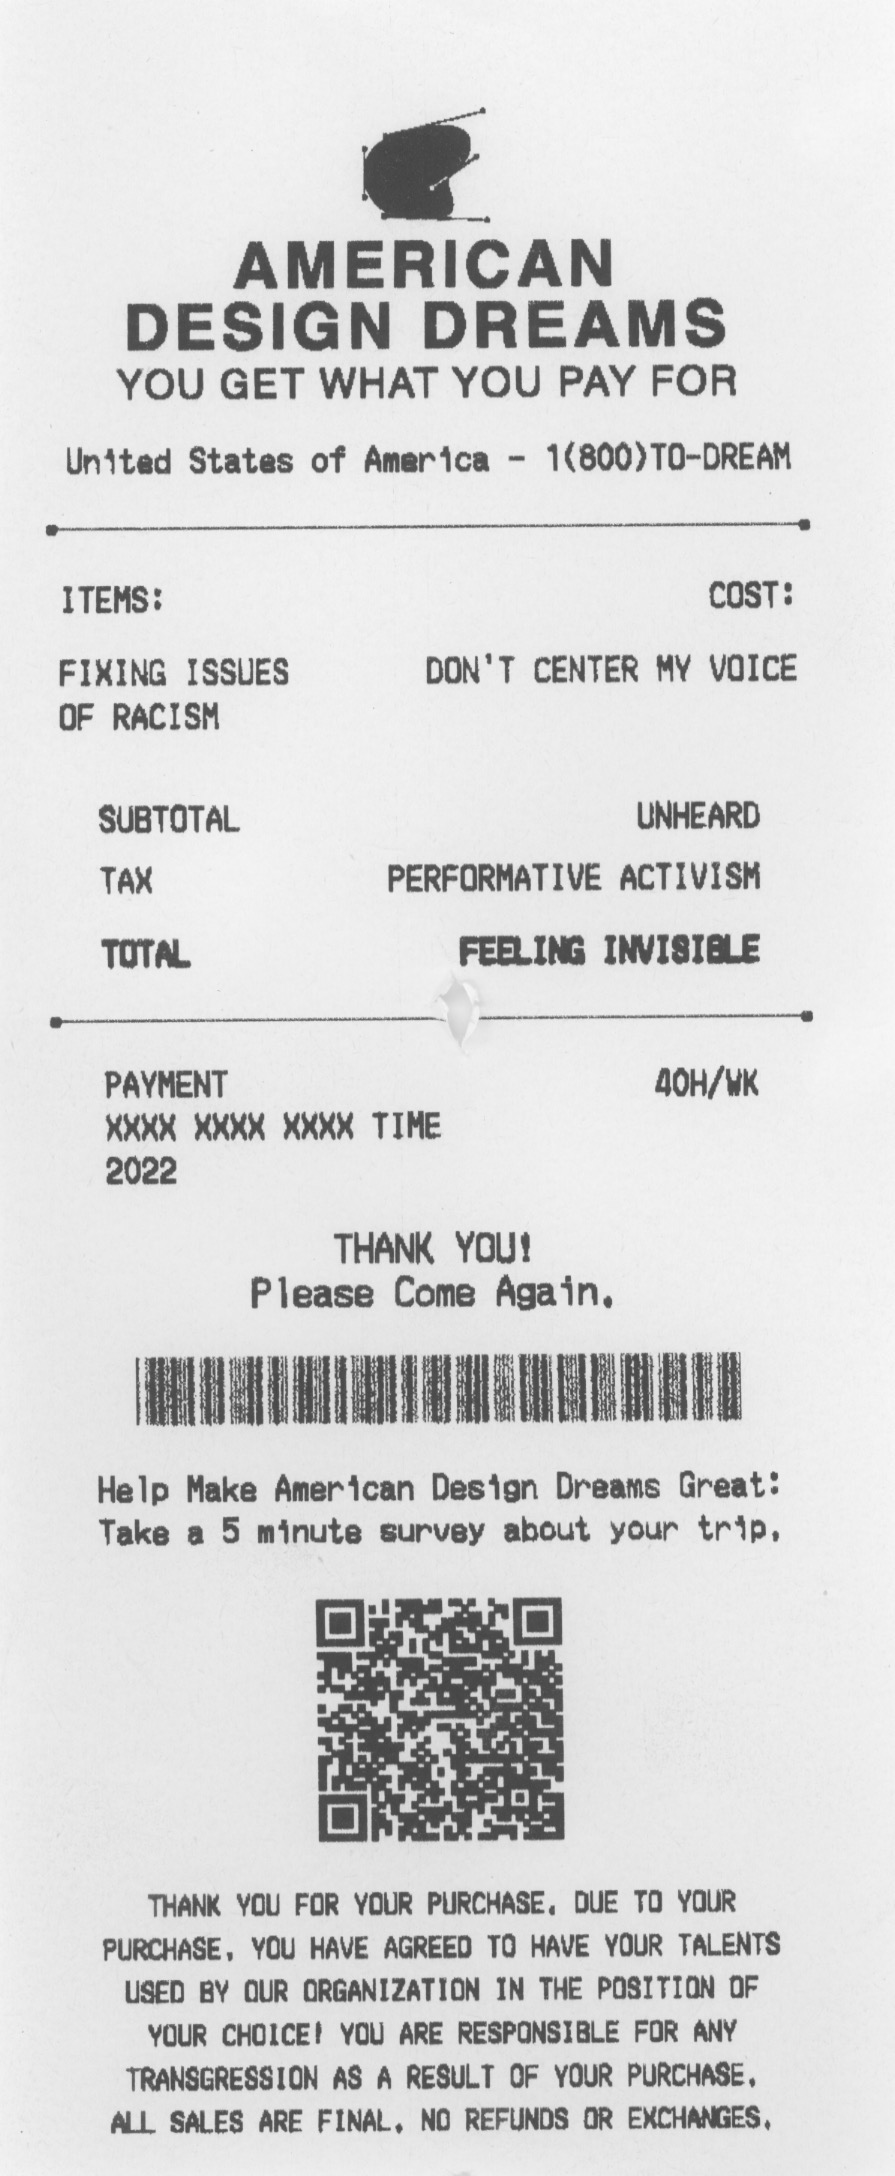 AMERICAN
DESIGN DREAMS
YOU GET WHAT YOU PAY FOR
United States of America - 1(800)TO-DREAM
ITEMS: COST:
FIXING ISSUES DON'T CENTER MY VOICE
OF RACISM
SUBTOTAL UNHEARD
TAX PERFORMATIVE ACTIVISM
TOTAL FEELING INVISIBLE
PAYMENT 40H/WK
XXXX XXXX XXXX TIME
2022
THANK YOU!
Please Come Again.
Help Make American Design Dreams Great:
Take a 5 minute survey about your trip.
THANK YOU FOR YOUR PURCHASE. DUE TO YOUR
PURCHASE, YOU HAVE AGREED TO HAVE YOUR TALENTS
USED BY OUR ORGANIZATION IN THE POSITION OF
YOUR CHOICE! YOU ARE RESPONSIBLE FOR ANY
TRANSGRESSION AS A RESULT OF YOUR PURCHASE.
ALL SALES ARE FINAL. NO REFUNDS OR EXCHANGES.